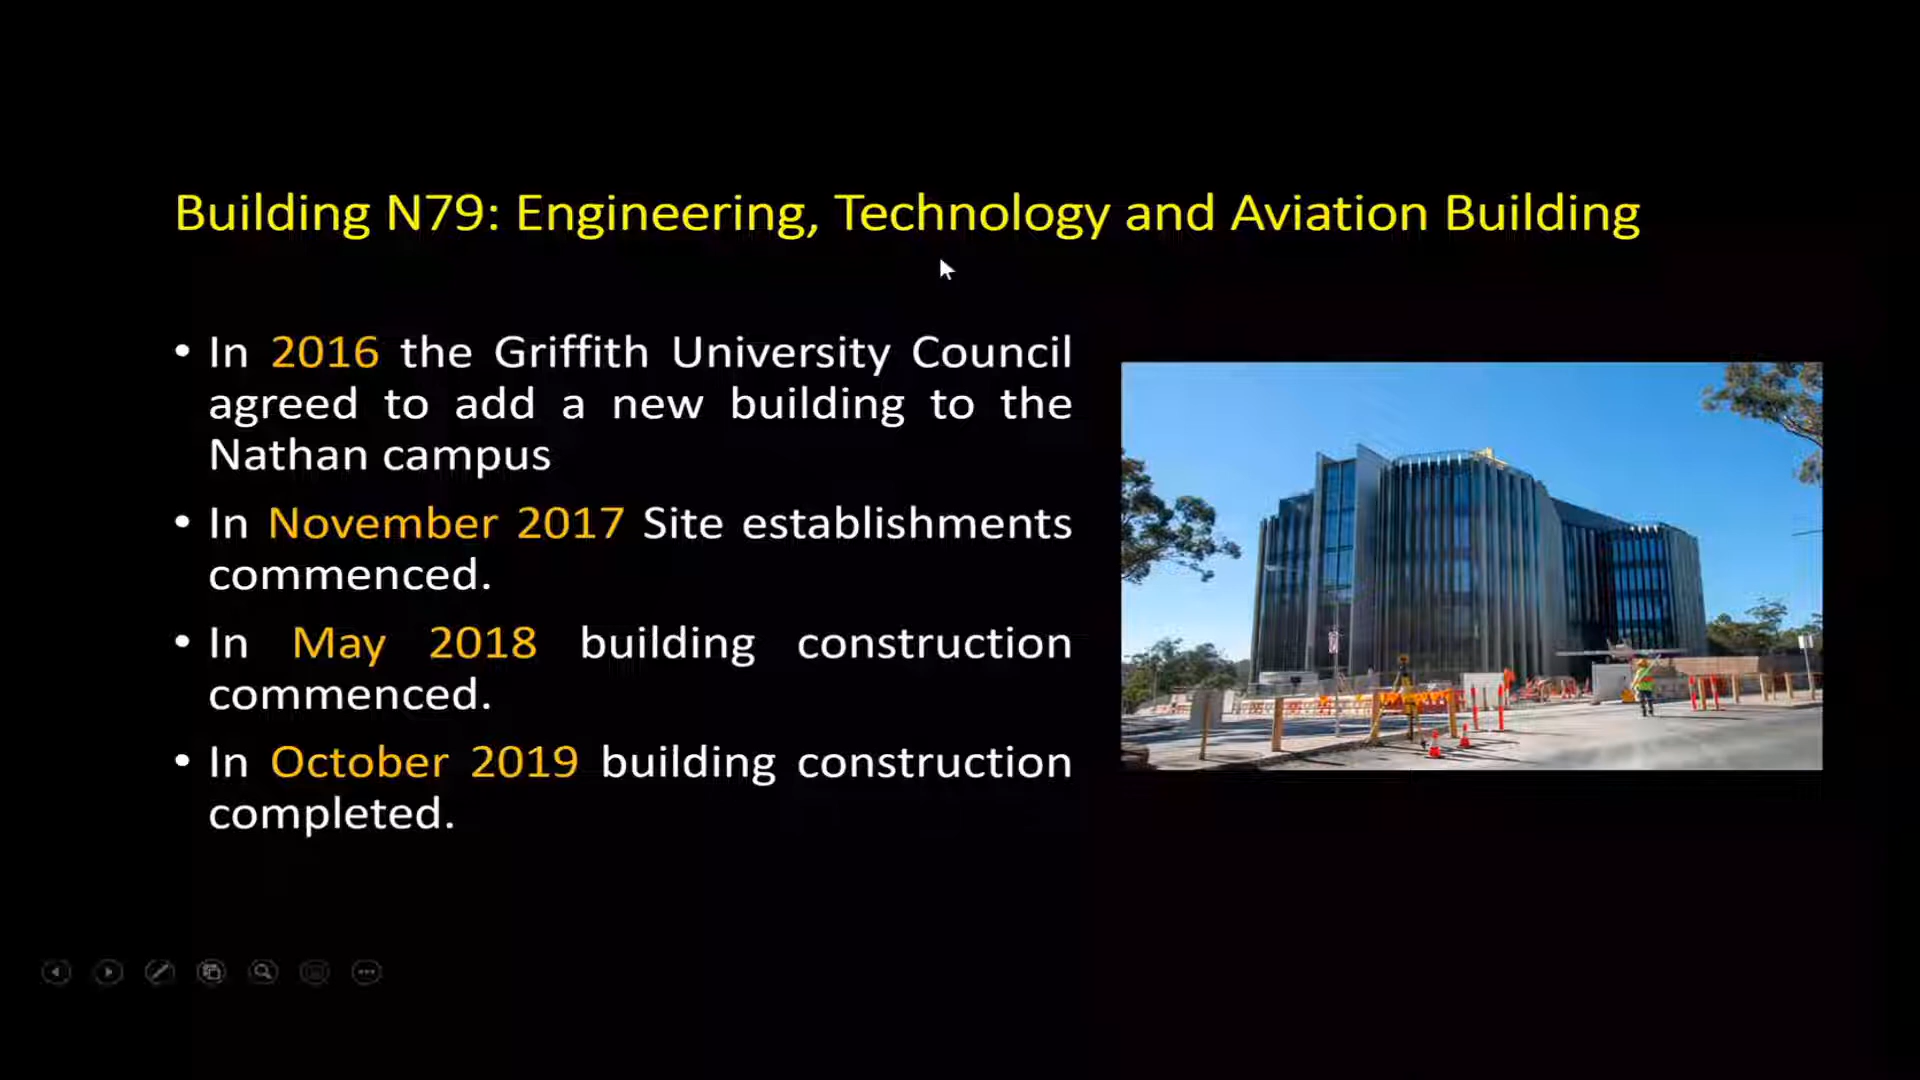 Building N79: Engineering, Technology and Aviation Building
• In 2016 the Griffith University Council
agreed to add a new building to the
Nathan campus
• In November 2017 Site establishments
commenced.
• In May 2018 building construction
commenced.
• In October 2019 building construction
completed.